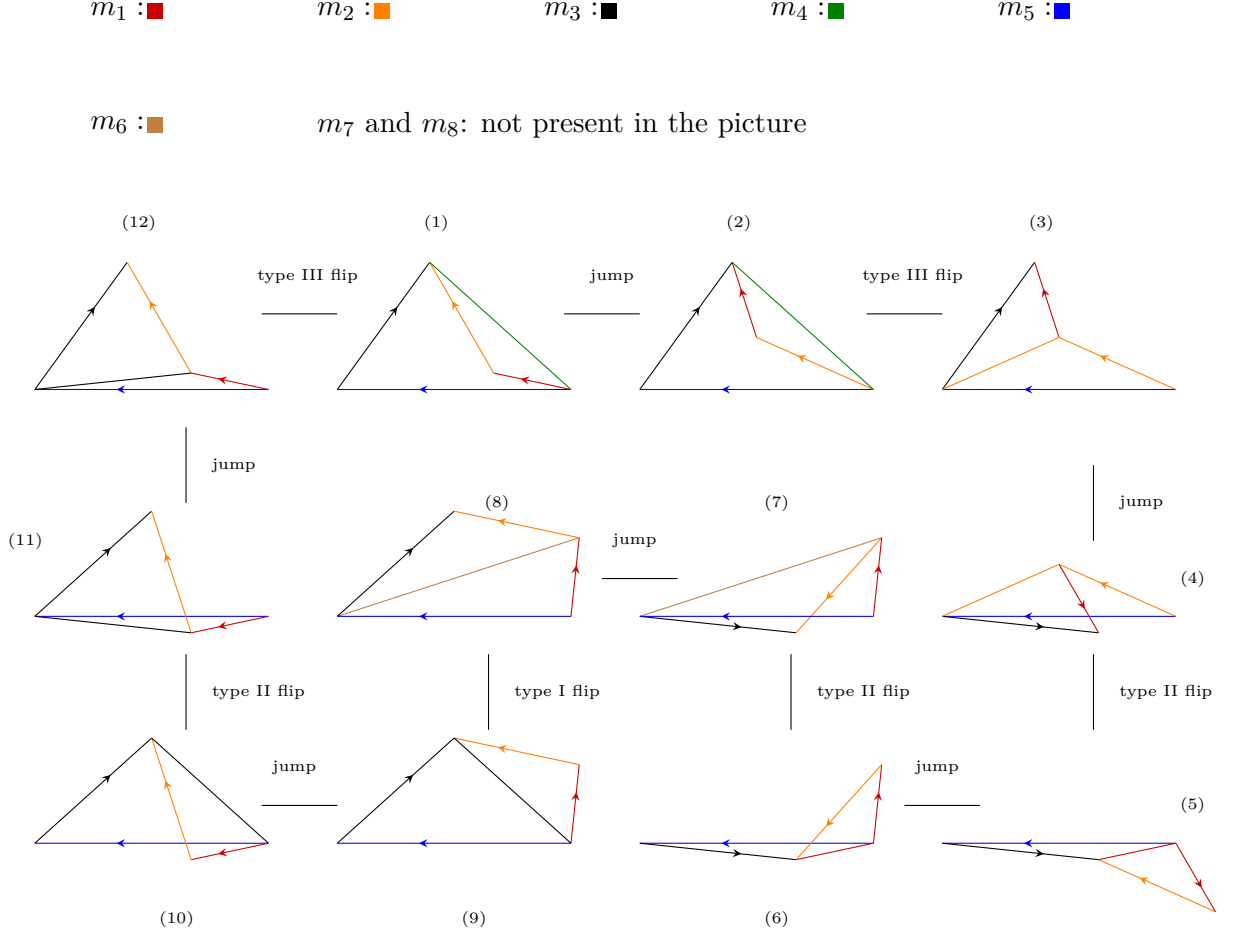 m₁ : m₂ : m₃ : m₄ : m₅ :
m₆ : m₇ and m₈: not present in the picture
(12) (1) (2) (3)
type III flip jump type III flip
jump (8) (7) jump
(11) jump (4)
type II flip type I flip type II flip type II flip
jump jump
(5)
(10) (9) (6)